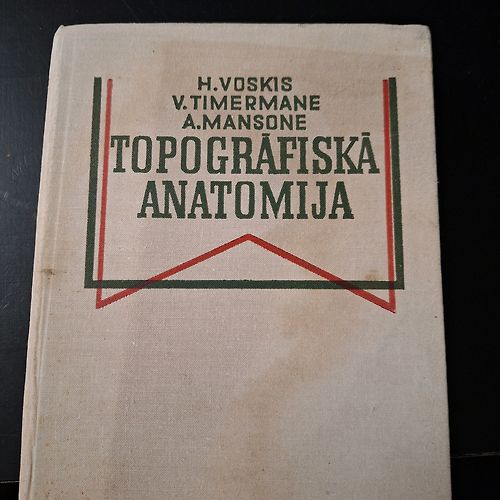 H.VOSKIS
V.TIMERMANE
A.MANSONE
TOPOGRĀFISKĀ
ANATOMIJA